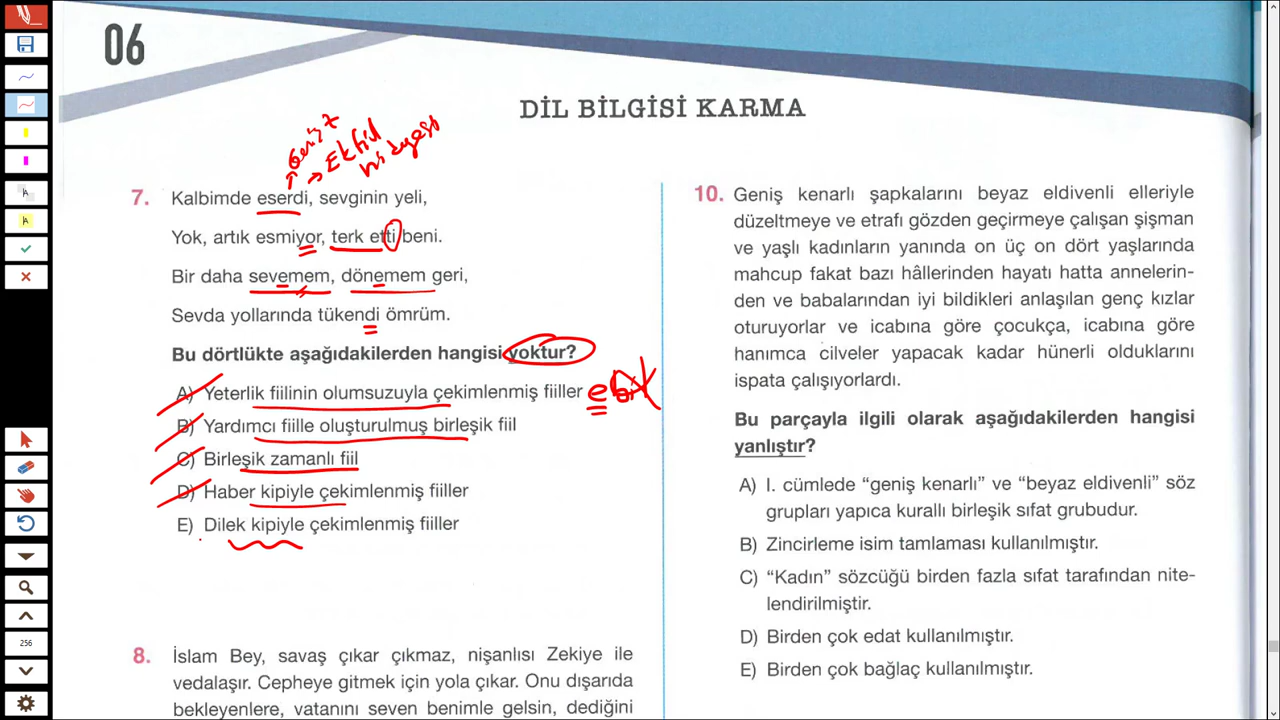 06
DİL BİLGİSİ KARMA
Geniş z
Ekfiil
hikayesi
7. Kalbimde eserdi, sevginin yeli,
Yok, artık esmiyor, terk etti beni.
Bir daha sevemem, dönemem geri,
Sevda yollarında tükendi ömrüm.
Bu dörtlükte aşağıdakilerden hangisi yoktur?
A) Yeterlik fiilinin olumsuzuyla çekimlenmiş fiiller
B) Yardımcı fiille oluşturulmuş birleşik fiil
C) Birleşik zamanlı fiil
D) Haber kipiyle çekimlenmiş fiiller
E) Dilek kipiyle çekimlenmiş fiiller
8. İslam Bey, savaş çıkar çıkmaz, nişanlısı Zekiye ile
vedalaşır. Cepheye gitmek için yola çıkar. Onu dışarıda
bekleyenlere, vatanını seven benimle gelsin, dediğini
10. Geniş kenarlı şapkalarını beyaz eldivenli elleriyle
düzeltmeye ve etrafı gözden geçirmeye çalışan şişman
ve yaşlı kadınların yanında on üç on dört yaşlarında
mahcup fakat bazı hâllerinden hayatı hatta annelerin-
den ve babalarından iyi bildikleri anlaşılan genç kızlar
oturuyorlar ve icabına göre çocukça, icabına göre
hanımca cilveler yapacak kadar hünerli olduklarını
ispata çalışıyorlardı.
Bu parçayla ilgili olarak aşağıdakilerden hangisi
yanlıştır?
A) I. cümlede “geniş kenarlı” ve “beyaz eldivenli” söz
grupları yapıca kurallı birleşik sıfat grubudur.
B) Zincirleme isim tamlaması kullanılmıştır.
C) “Kadın” sözcüğü birden fazla sıfat tarafından nite-
lendirilmiştir.
D) Birden çok edat kullanılmıştır.
E) Birden çok bağlaç kullanılmıştır.
256